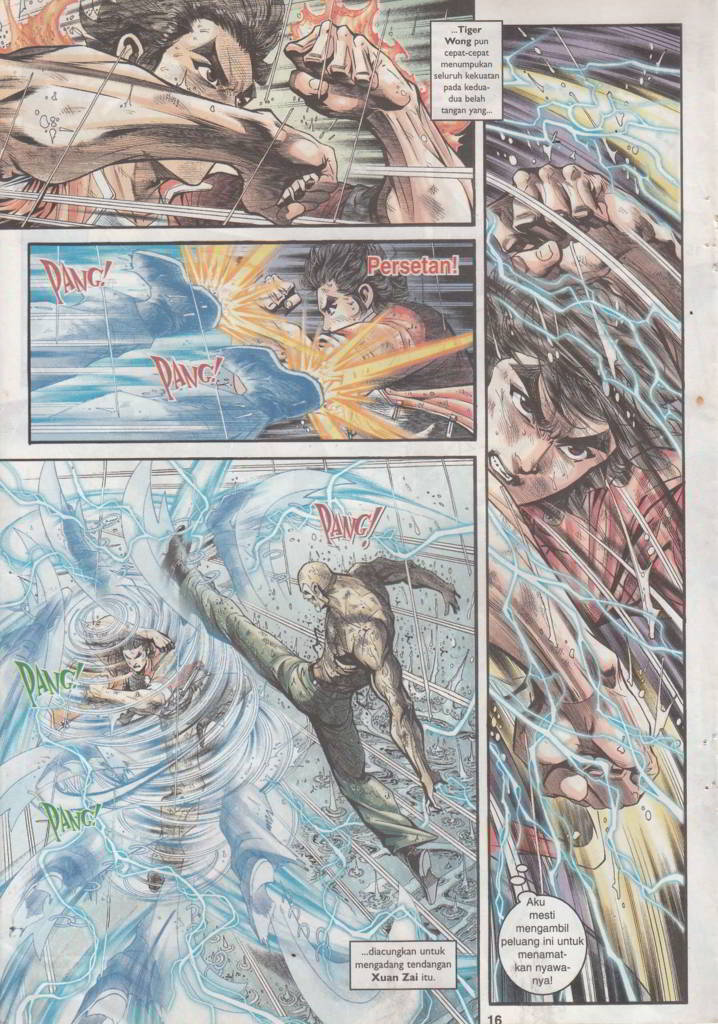 ...Tiger
Wong pun
cepat-cepat
menumpukan
seluruh kekuatan
pada kedua-
dua belah
tangan yang...
PANG!
Persetan!
PANG!
PANG!
PANG!
PANG!
...diacungkan untuk
mengadang tendangan
Xuan Zai itu.
Aku
mesti
mengambil
peluang ini untuk
menamat-
kan nyawa-
nya!
16